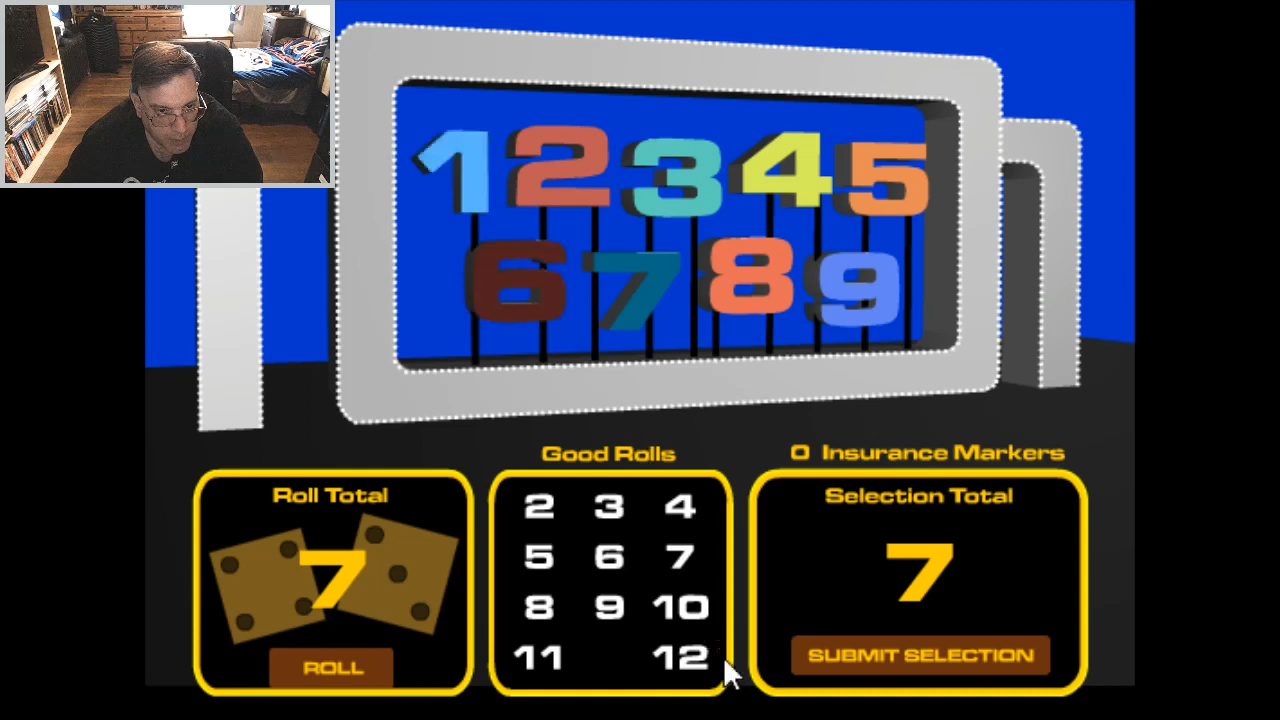 1 2 3 4 5
6 7 8 9
0 Insurance Markers
Good Rolls
Roll Total
7
ROLL
2 3 4
5 6 7
8 9 10
11 12
Selection Total
7
SUBMIT SELECTION